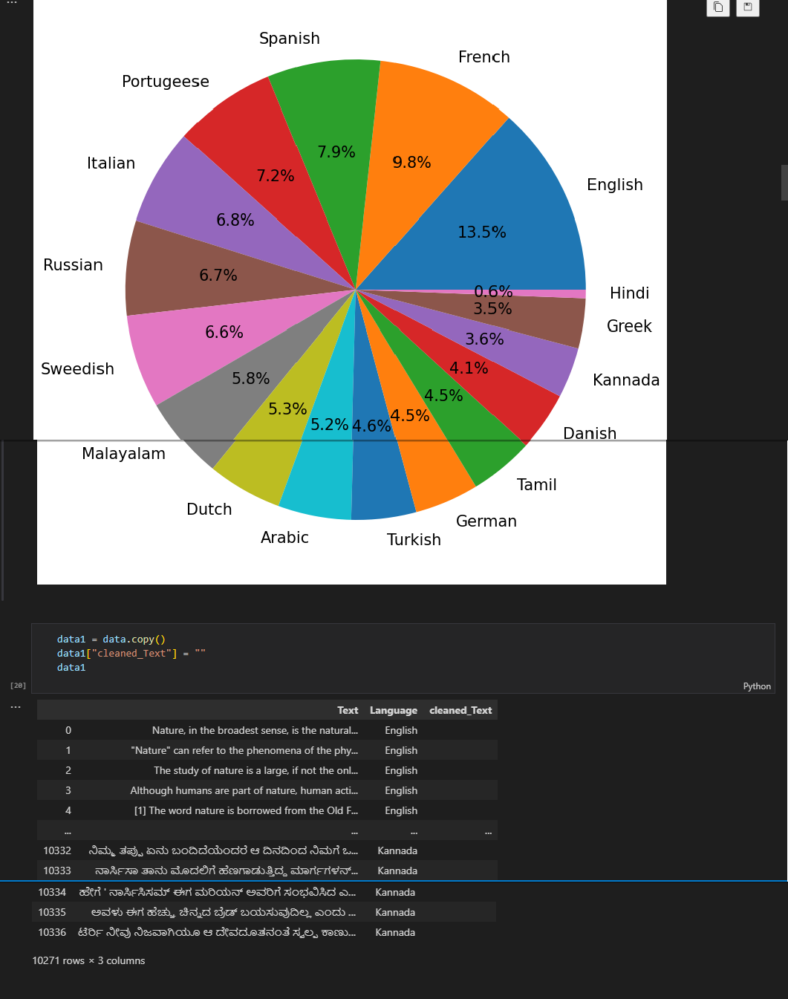 Spanish
French
Portugeese
Italian
English
7.9%
9.8%
7.2%
6.8%
13.5%
Russian
6.7%
0.6%
Hindi
3.5%
Greek
6.6%
3.6%
Sweedish
4.1%
Kannada
5.8%
4.5%
5.3%
4.5%
5.2%
4.6%
Danish
Malayalam
Tamil
Dutch
German
Arabic
Turkish
data1 = data.copy()
data1["cleaned_Text"] = ""
data1
[20]
Python
Text Language cleaned_Text
0 Nature, in the broadest sense, is the natural... English
1 "Nature" can refer to the phenomena of the phy... English
2 The study of nature is a large, if not the onl... English
3 Although humans are part of nature, human acti... English
4 [1] The word nature is borrowed from the Old F... English
... ... ... ...
10332 ನಿಮ್ಮ ತಪ್ಪು ಏನು ಬಂದಿದೆಯೆಂದರೆ ಆ ದಿನದಿಂದ ನಿಮಗೆ ಒ... Kannada
10333 ನಾರ್ಸಿಸಾ ತಾನು ಮೊದಲಿಗೆ ಹೆಣಗಾಡುತ್ತಿದ್ದ ಮಾರ್ಗಗಳನ್... Kannada
10334 ಹೇಗೆ ' ನಾರ್ಸಿಸಿಸಮ್ ಈಗ ಮರಿಯನ್ ಅವರಿಗೆ ಸಂಭವಿಸಿದ ಎ... Kannada
10335 ಅವಳು ಈಗ ಹೆಚ್ಚು ಚಿನ್ನದ ಬ್ರೆಡ್ ಬಯಸುವುದಿಲ್ಲ ಎಂದು ... Kannada
10336 ಟೆರ್ರಿ ನೀವು ನಿಜವಾಗಿಯೂ ಆ ದೇವದೂತನಂತೆ ಸ್ವಲ್ಪ ಕಾಣು... Kannada
10271 rows × 3 columns